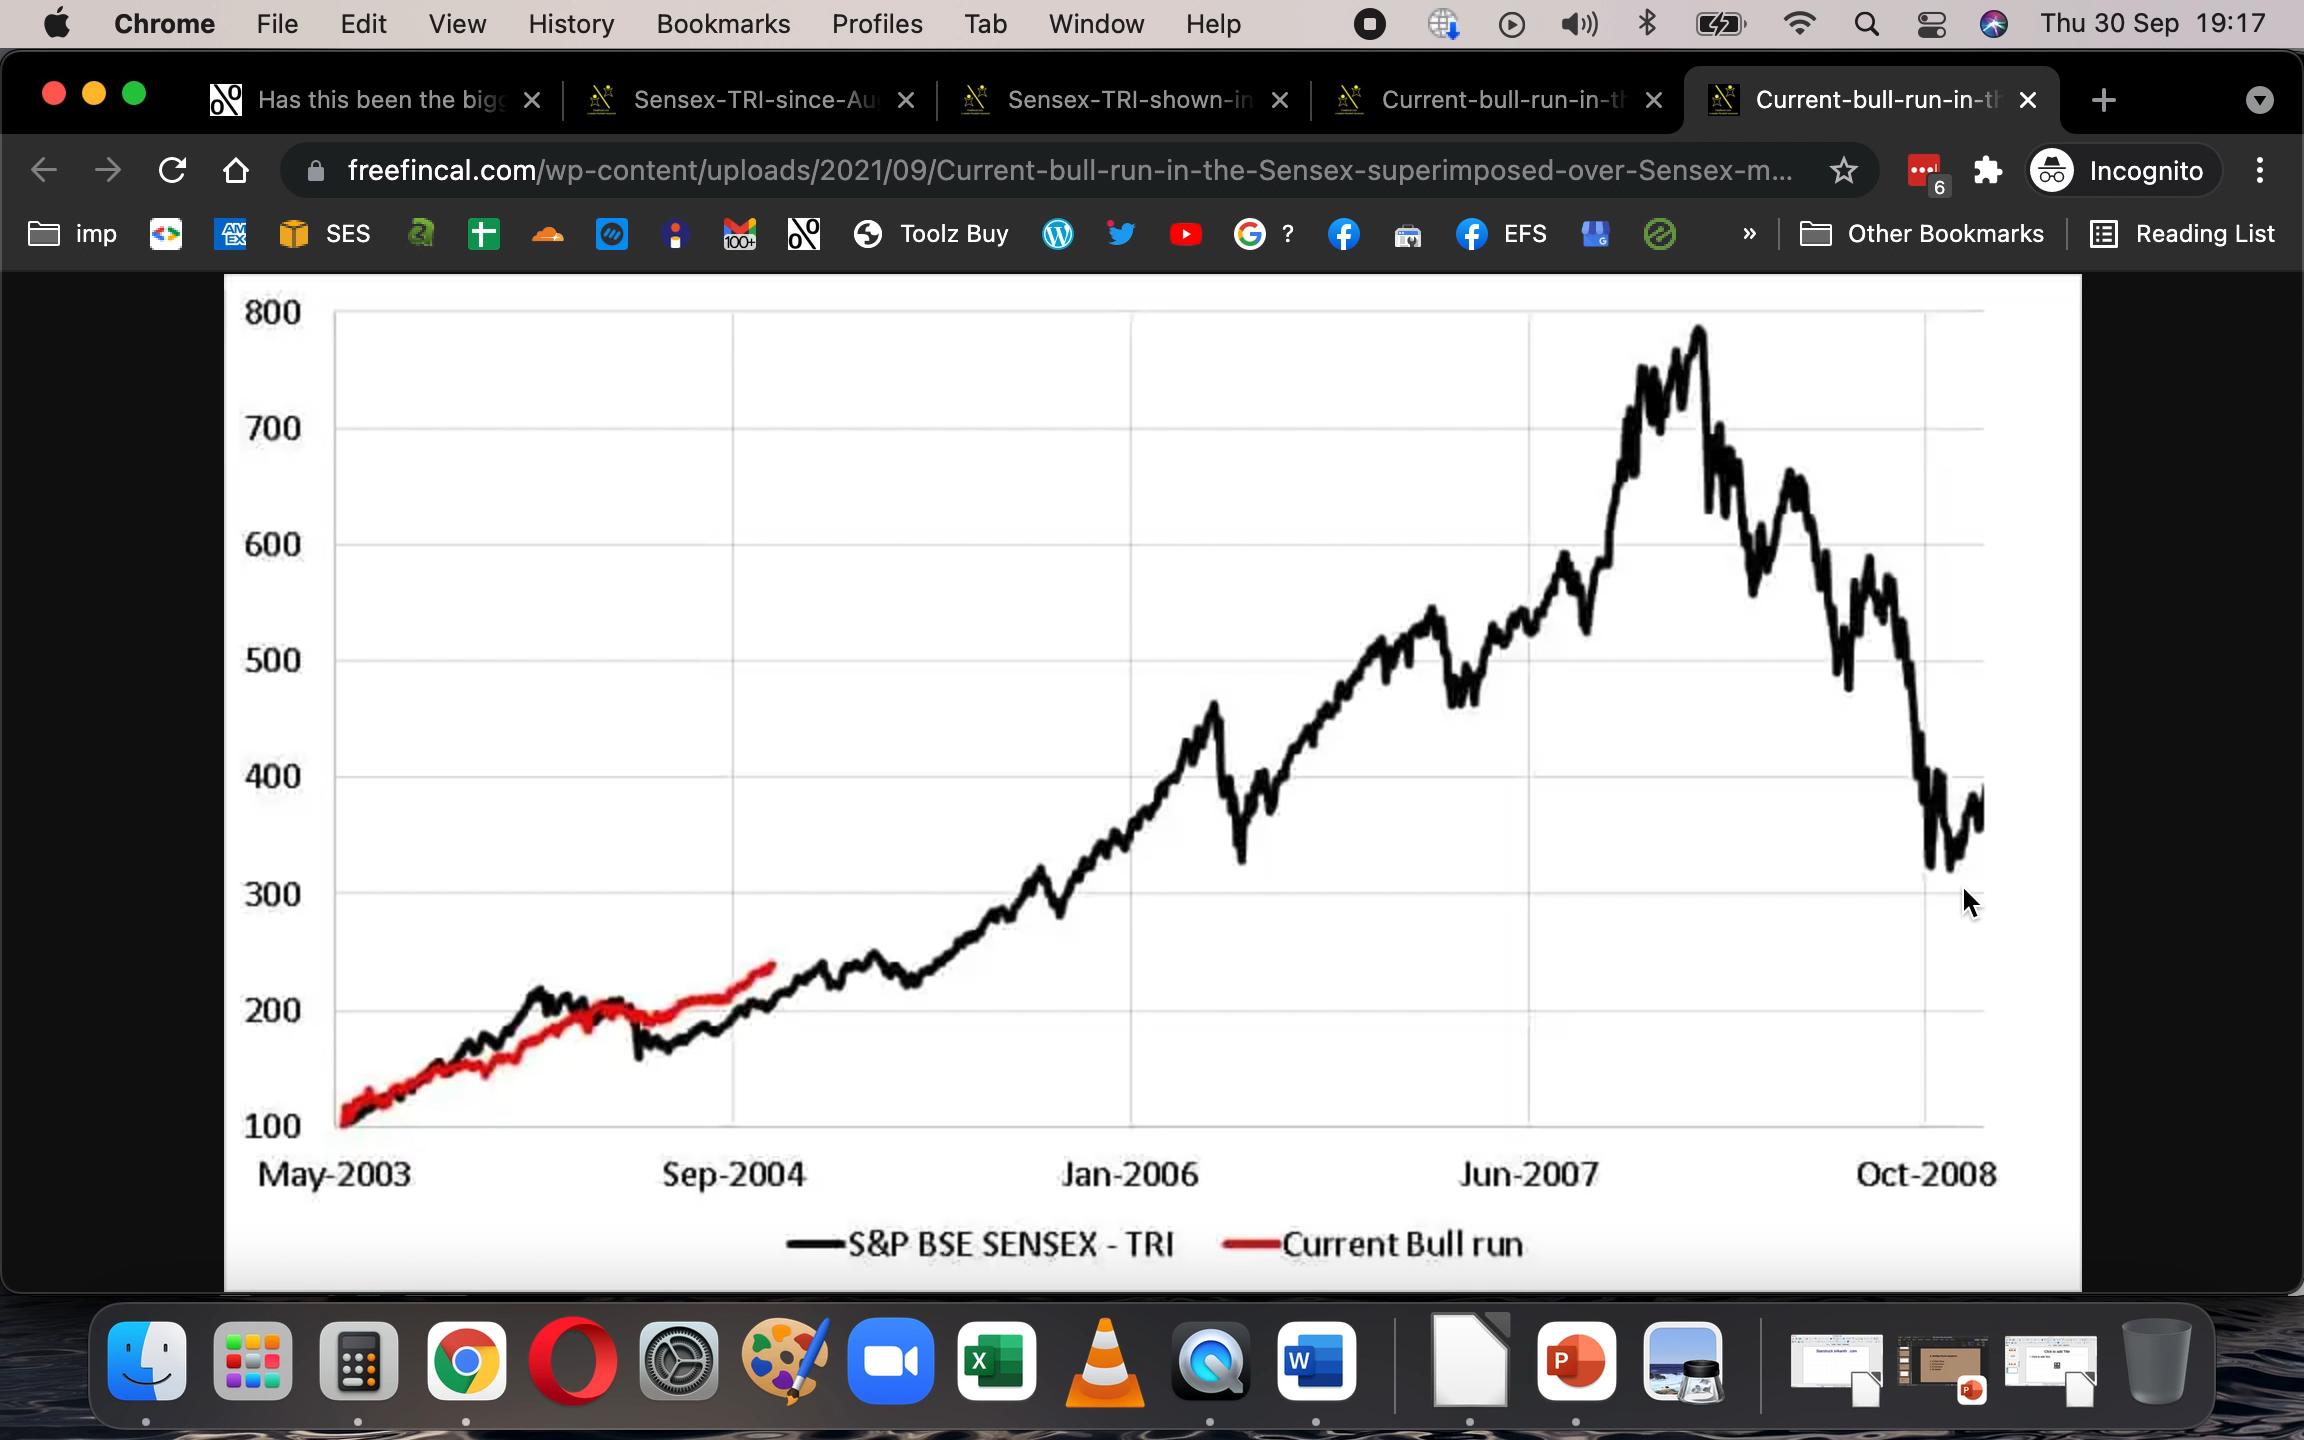 Chrome File Edit View History Bookmarks Profiles Tab Window Help Thu 30 Sep 19:17
Has this been the bigg Sensex-TRI-since-Au Sensex-TRI-shown-in Current-bull-run-in-th Current-bull-run-in-th
freefincal.com/wp-content/uploads/2021/09/Current-bull-run-in-the-Sensex-superimposed-over-Sensex-m... 6 Incognito
imp AM EX SES 100+ Toolz Buy ? EFS » Other Bookmarks Reading List
800
700
600
500
400
300
200
100
May-2003 Sep-2004 Jan-2006 Jun-2007 Oct-2008
S&P BSE SENSEX - TRI Current Bull run
X W P